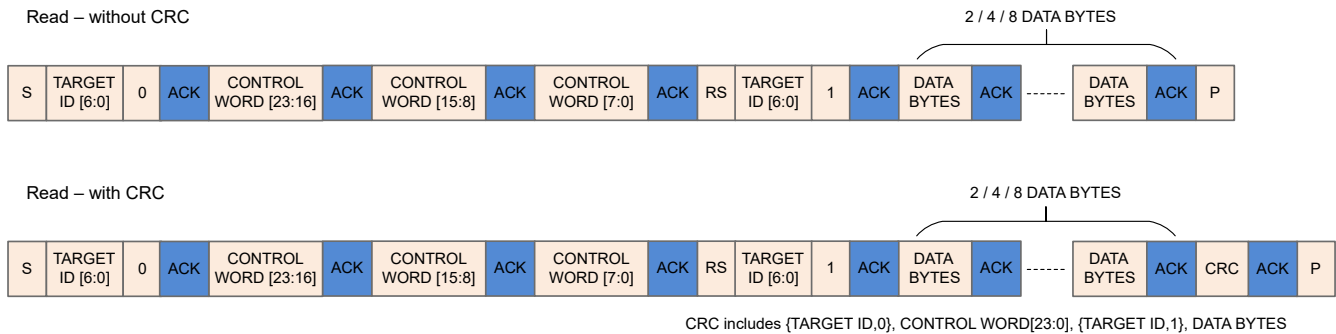 Read – without CRC
2 / 4 / 8 DATA BYTES
S TARGET ID [6:0] 0 ACK CONTROL WORD [23:16] ACK CONTROL WORD [15:8] ACK CONTROL WORD [7:0] ACK RS TARGET ID [6:0] 1 ACK DATA BYTES ACK ------ DATA BYTES ACK P
Read – with CRC
2 / 4 / 8 DATA BYTES
S TARGET ID [6:0] 0 ACK CONTROL WORD [23:16] ACK CONTROL WORD [15:8] ACK CONTROL WORD [7:0] ACK RS TARGET ID [6:0] 1 ACK DATA BYTES ACK ------ DATA BYTES ACK CRC ACK P
CRC includes {TARGET ID,0}, CONTROL WORD[23:0], {TARGET ID,1}, DATA BYTES